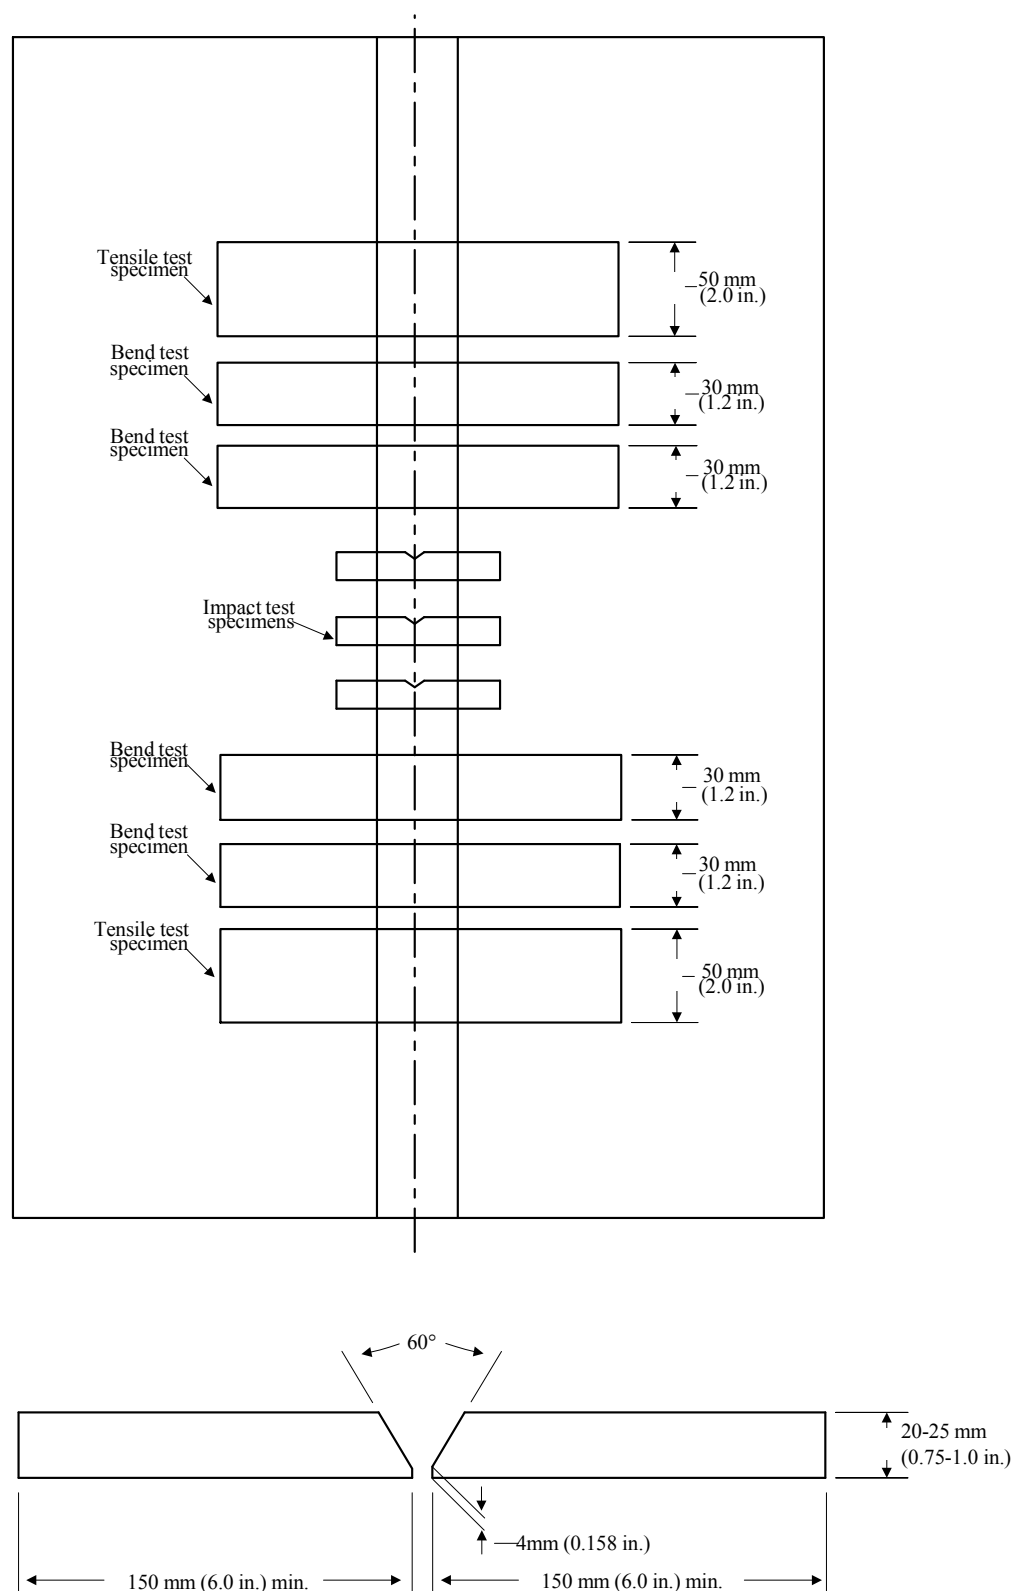 Tensile test
specimen
50 mm
(2.0 in.)
Bend test
specimen
30 mm
(1.2 in.)
Bend test
specimen
30 mm
(1.2 in.)
Impact test
specimens
Bend test
specimen
30 mm
(1.2 in.)
Bend test
specimen
30 mm
(1.2 in.)
Tensile test
specimen
50 mm
(2.0 in.)
60°
20-25 mm
(0.75-1.0 in.)
4mm (0.158 in.)
150 mm (6.0 in.) min.
150 mm (6.0 in.) min.